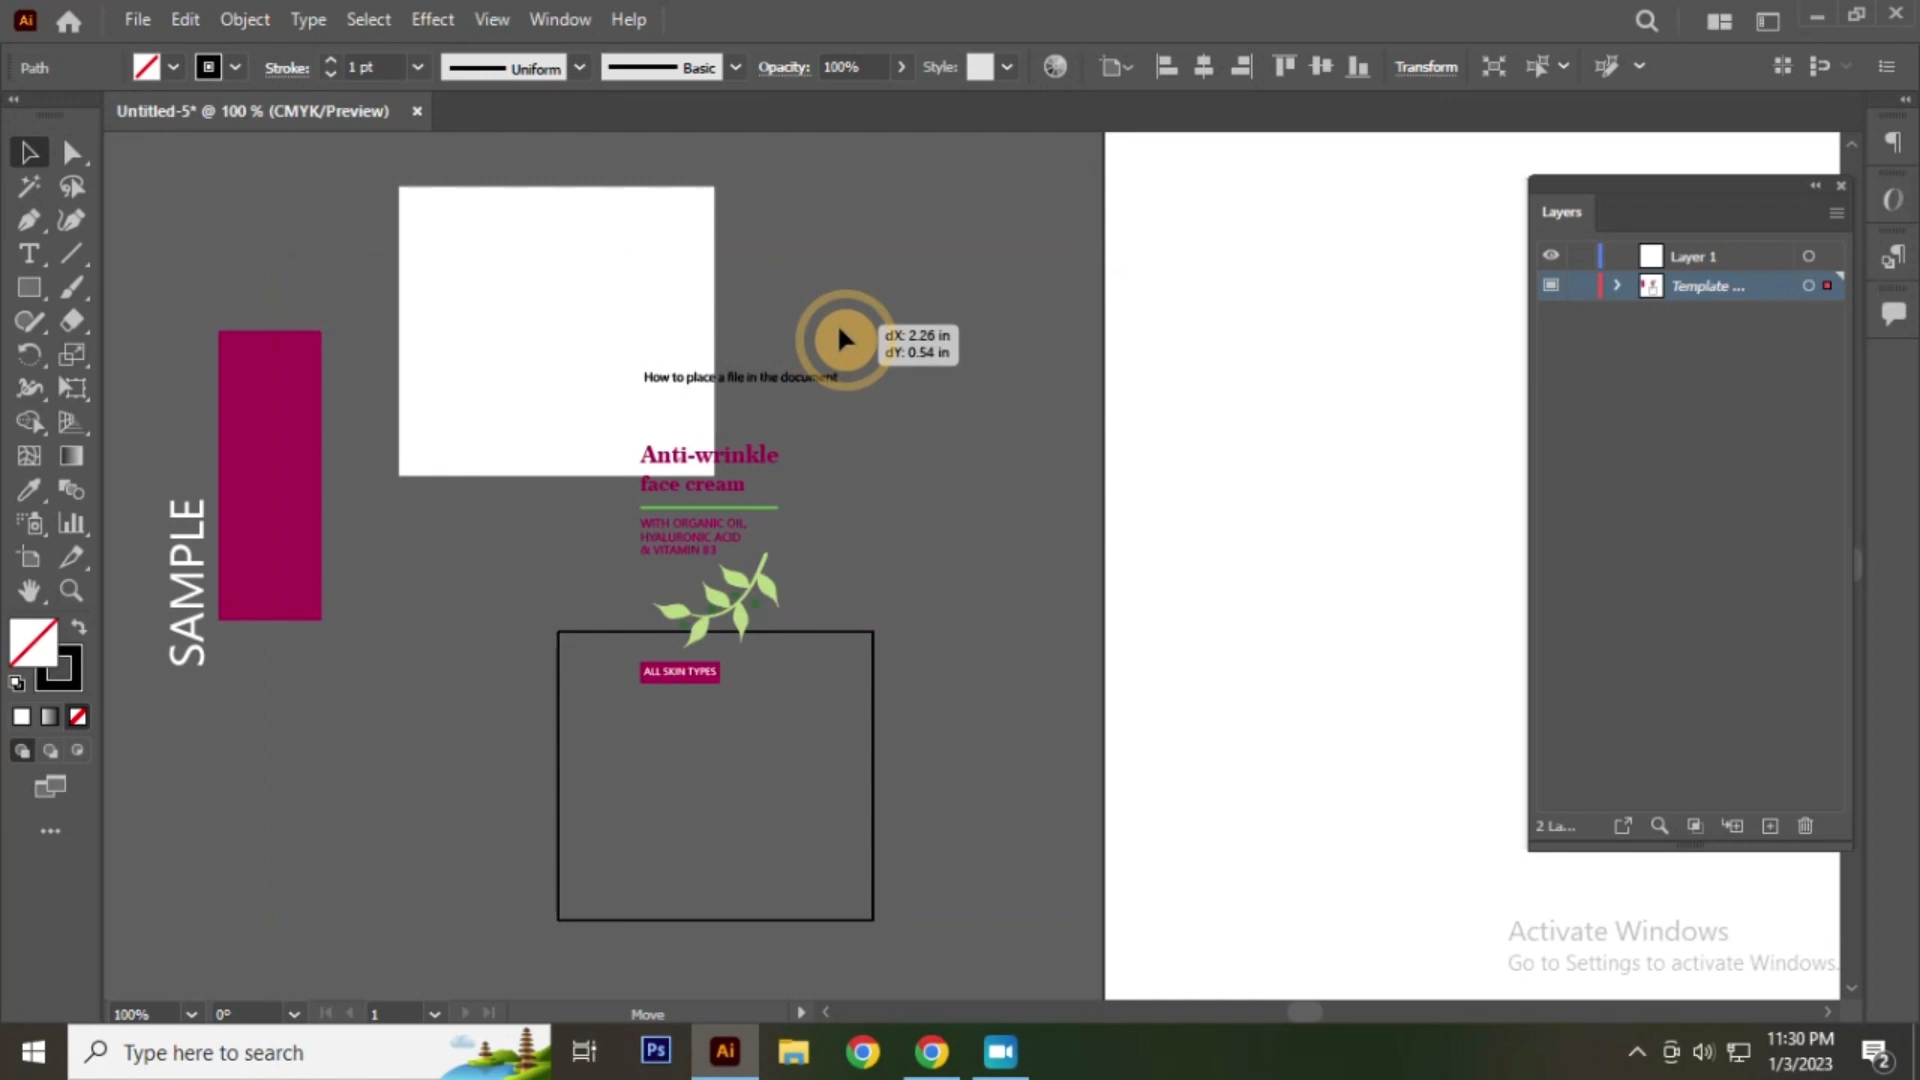 Ai File Edit Object Type Select Effect View Window Help
Path Stroke: 1 pt Uniform Basic Opacity: 100% Style: Transform
Untitled-5* @ 100 % (CMYK/Preview)
Layers
Layer 1
Template ...
dX: 2.26 in
dY: 0.54 in
How to place a file in the document
Anti-wrinkle
face cream
WITH ORGANIC OIL,
HYALURONIC ACID
& VITAMIN B3
SAMPLE
ALL SKIN TYPES
2 La...
Activate Windows
Go to Settings to activate Windows.
100% 0° 1 Move
Type here to search Ps Ai
11:30 PM
1/3/2023
2